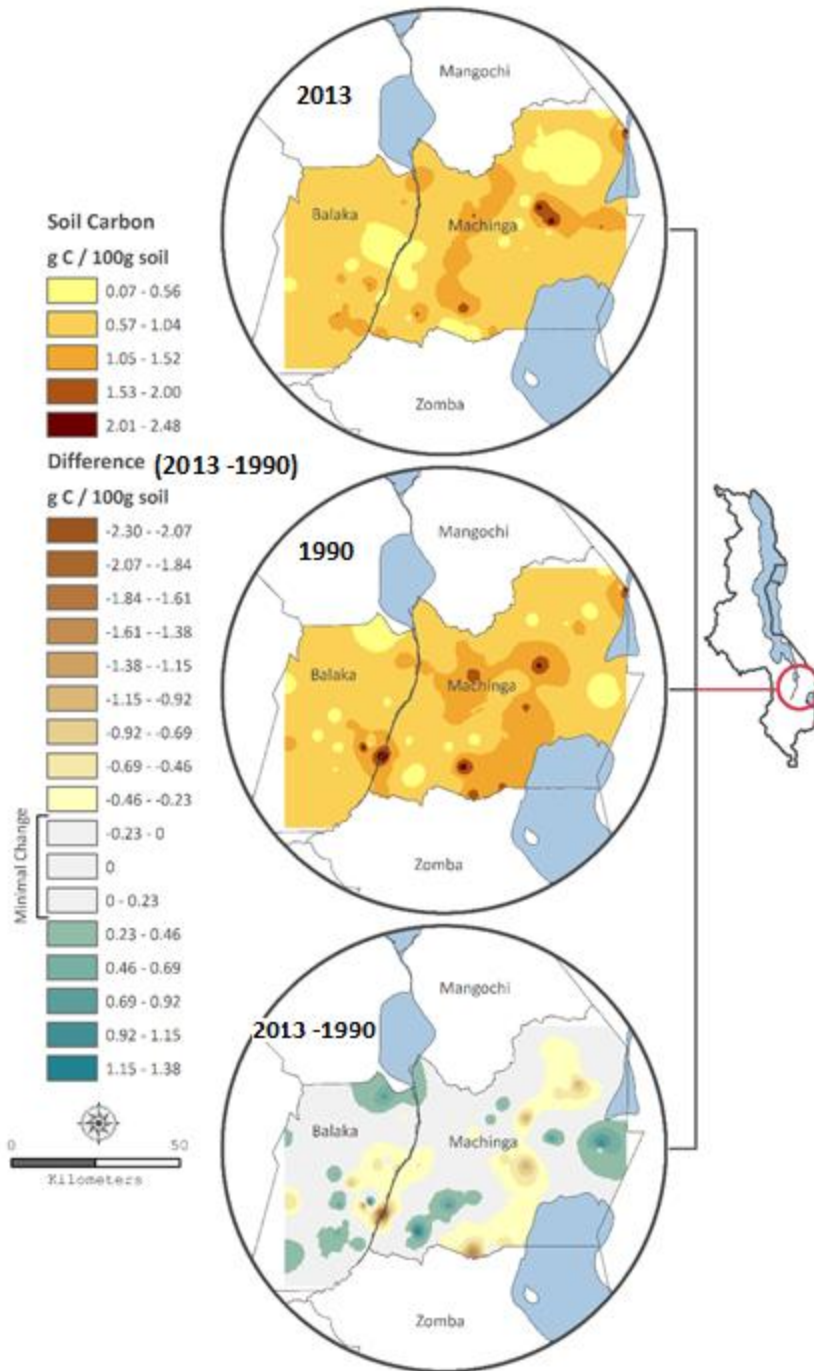 Mangochi
2013
Balaka
Machinga
Zomba
Soil Carbon
g C / 100g soil
0.07 - 0.56
0.57 - 1.04
1.05 - 1.52
1.53 - 2.00
2.01 - 2.48
Difference (2013 -1990)
g C / 100g soil
-2.30 - -2.07
-2.07 - -1.84
-1.84 - -1.61
-1.61 - -1.38
-1.38 - -1.15
-1.15 - -0.92
-0.92 - -0.69
-0.69 - -0.46
-0.46 - -0.23
Minimal Change
-0.23 - 0
0
0 - 0.23
0.23 - 0.46
0.46 - 0.69
0.69 - 0.92
0.92 - 1.15
1.15 - 1.38
0 50
Kilometers
Mangochi
1990
Balaka
Machinga
Zomba
Mangochi
2013 -1990
Balaka
Machinga
Zomba